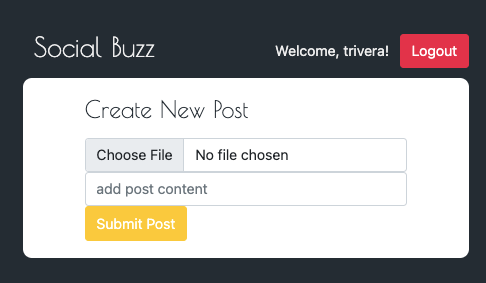 Social Buzz
Welcome, trivera! Logout
Create New Post
Choose File No file chosen
add post content
Submit Post